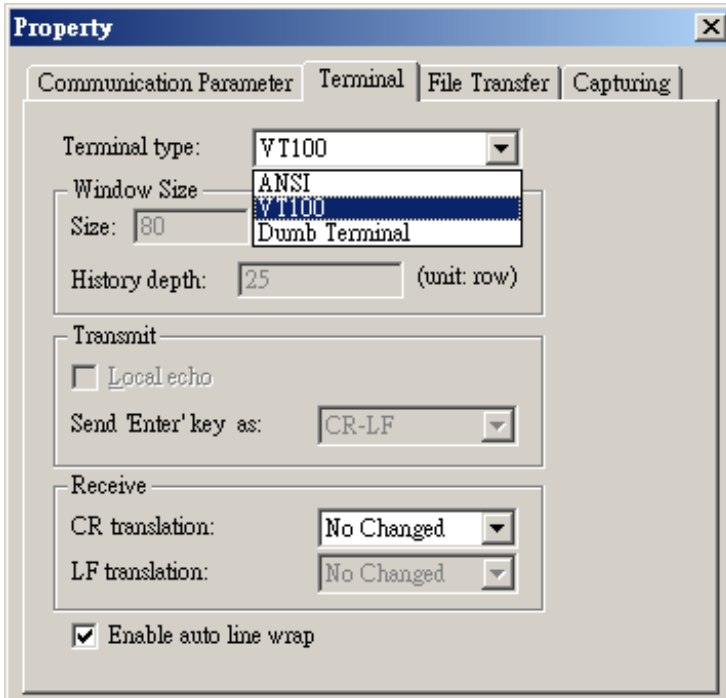 Property
Communication Parameter Terminal File Transfer Capturing
Terminal type: VT100
ANSI
VT100
Dumb Terminal
Window Size
Size: 80
History depth: 25 (unit: row)
Transmit
Local echo
Send 'Enter' key as: CR-LF
Receive
CR translation: No Changed
LF translation: No Changed
Enable auto line wrap